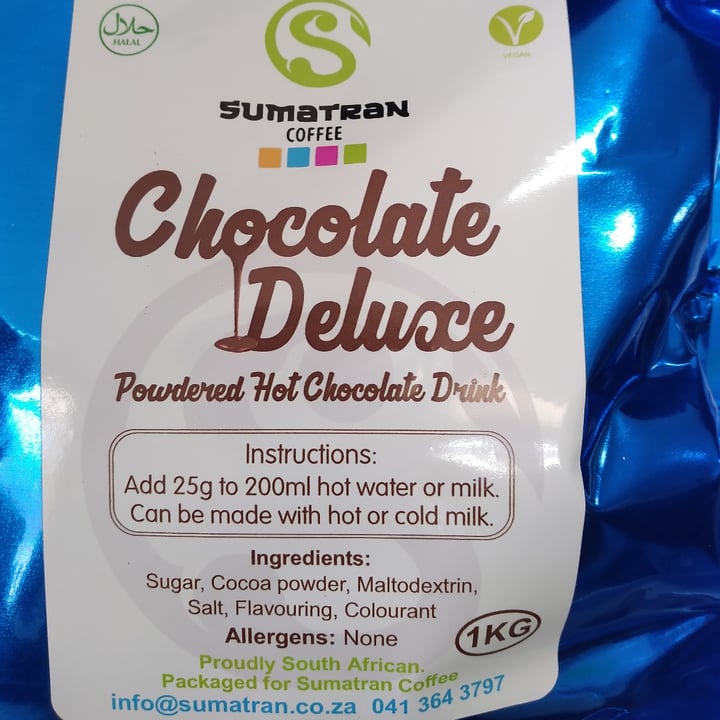 حلال
HALAL
VEGAN
SUMATRAN
COFFEE
Chocolate
Deluxe
Powdered Hot Chocolate Drink
Instructions:
Add 25g to 200ml hot water or milk.
Can be made with hot or cold milk.
Ingredients:
Sugar, Cocoa powder, Maltodextrin,
Salt, Flavouring, Colourant
Allergens: None
1KG
Proudly South African.
Packaged for Sumatran Coffee
info@sumatran.co.za 041 364 3797